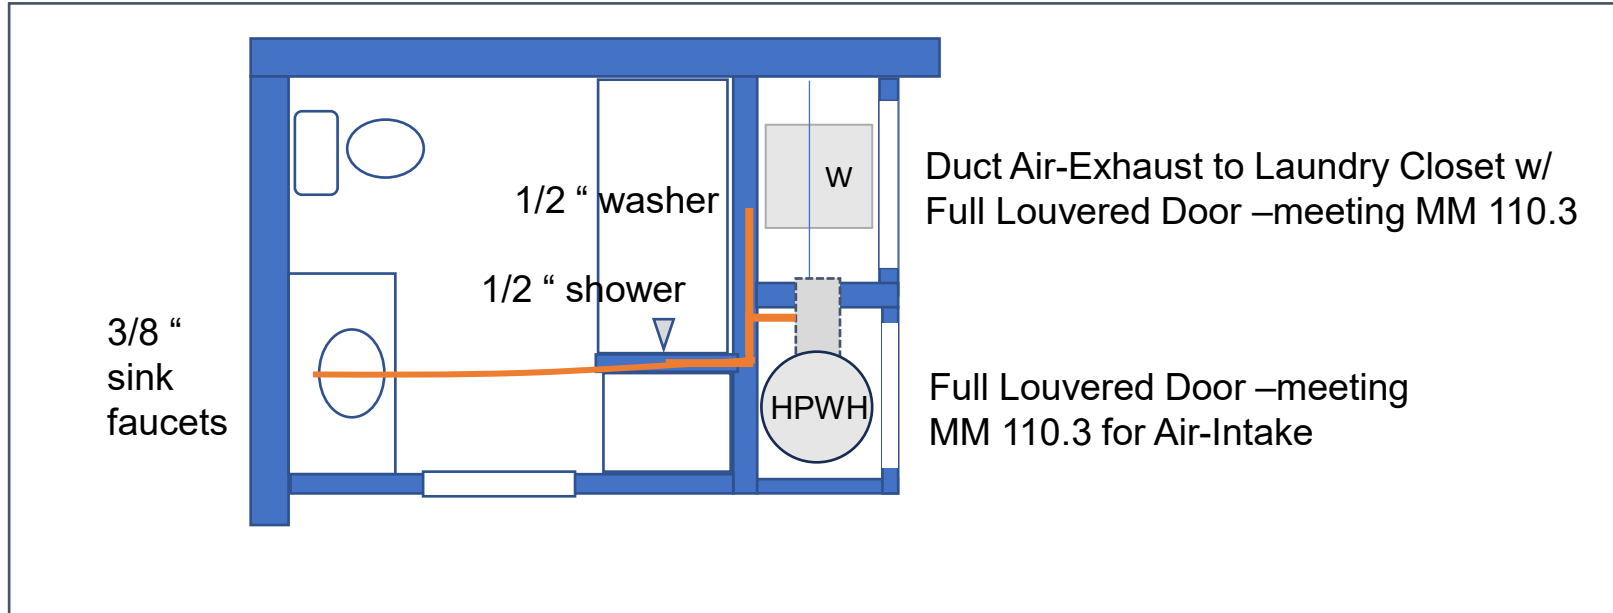 1/2 “ washer
W
Duct Air-Exhaust to Laundry Closet w/
Full Louvered Door –meeting MM 110.3
1/2 “ shower
3/8 “
sink
faucets
HPWH
Full Louvered Door –meeting
MM 110.3 for Air-Intake